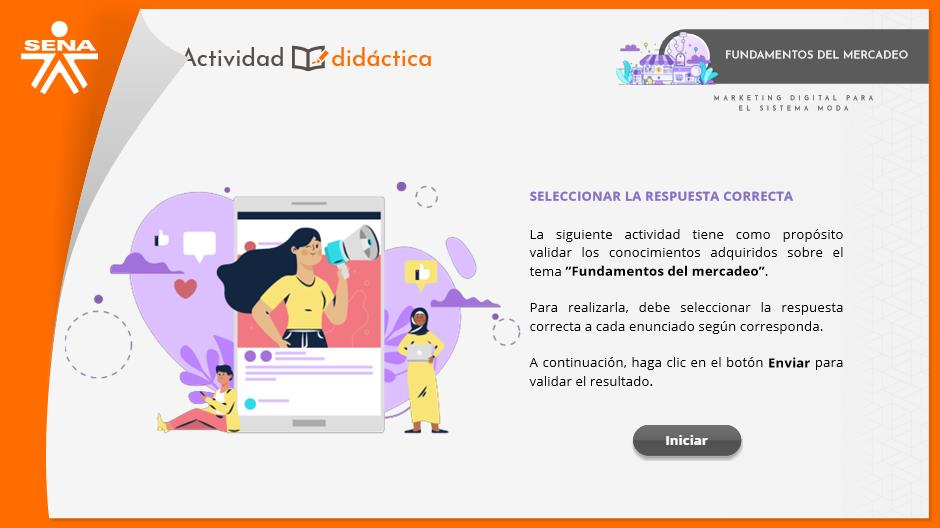 SENA
Actividad didáctica
FUNDAMENTOS DEL MERCADEO
MARKETING DIGITAL PARA
EL SISTEMA MODA
SELECCIONAR LA RESPUESTA CORRECTA
La siguiente actividad tiene como propósito
validar los conocimientos adquiridos sobre el
tema ”Fundamentos del mercadeo”.
Para realizarla, debe seleccionar la respuesta
correcta a cada enunciado según corresponda.
A continuación, haga clic en el botón Enviar para
validar el resultado.
Iniciar